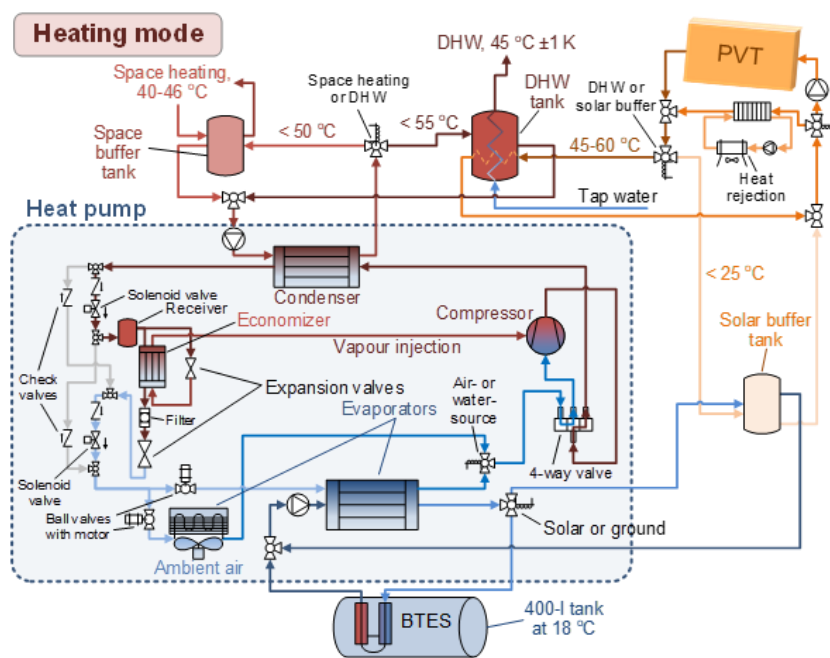 Heating mode
DHW, 45 °C ±1 K
PVT
Space heating,
40-46 °C
Space heating
or DHW
DHW
tank
DHW or
solar buffer
< 50 °C
< 55 °C
45-60 °C
Space
buffer
tank
Heat
rejection
Tap water
Heat pump
< 25 °C
Condenser
Solenoid valve
Receiver
Economizer
Compressor
Vapour injection
Solar buffer
tank
Check
valves
Expansion valves
Air- or
water-
source
Filter
Evaporators
4-way valve
Solenoid
valve
Ball valves
with motor
Solar or ground
Ambient air
BTES
400-l tank
at 18 °C